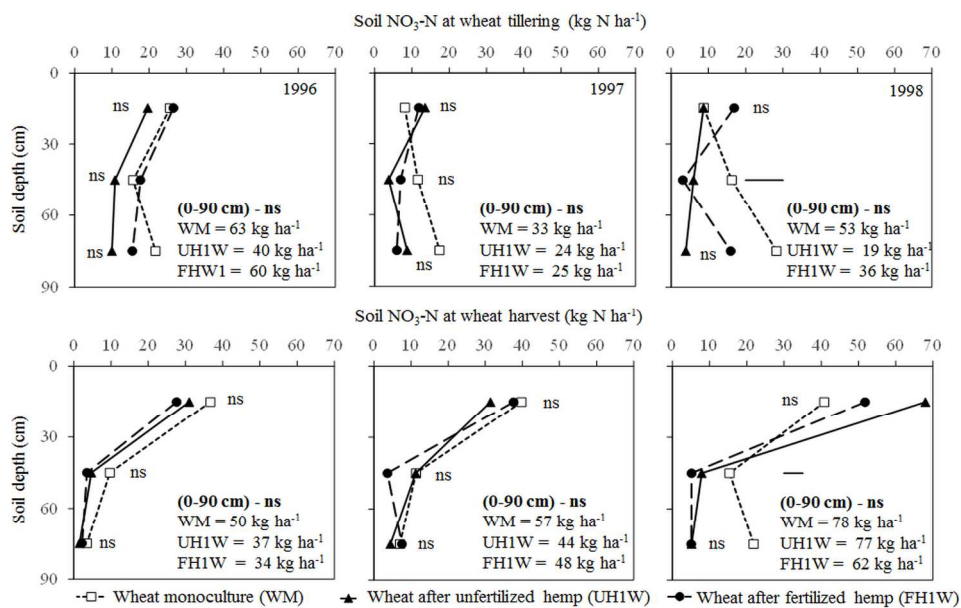 Soil NO3-N at wheat tillering (kg N ha-1)
0 10 20 30 40 50 60 70
0 10 20 30 40 50 60 70
0 10 20 30 40 50 60 70
0
30
60
90
Soil depth (cm)
1996
ns
ns
ns
(0-90 cm) - ns
WM = 63 kg ha-1
UH1W = 40 kg ha-1
FHW1 = 60 kg ha-1
1997
ns
ns
ns
(0-90 cm) - ns
WM = 33 kg ha-1
UH1W = 24 kg ha-1
FH1W = 25 kg ha-1
1998
ns
(0-90 cm) - ns
WM = 53 kg ha-1
UH1W = 19 kg ha-1
FH1W = 36 kg ha-1
Soil NO3-N at wheat harvest (kg N ha-1)
0 10 20 30 40 50 60 70
0 10 20 30 40 50 60 70
0 10 20 30 40 50 60 70
0
30
60
90
Soil depth (cm)
ns
ns
ns
(0-90 cm) - ns
WM = 50 kg ha-1
UH1W = 37 kg ha-1
FH1W = 34 kg ha-1
ns
ns
ns
(0-90 cm) - ns
WM = 57 kg ha-1
UH1W = 44 kg ha-1
FH1W = 48 kg ha-1
ns
ns
(0-90 cm) - ns
WM = 78 kg ha-1
UH1W = 77 kg ha-1
FH1W = 62 kg ha-1
Wheat monoculture (WM) Wheat after unfertilized hemp (UH1W) Wheat after fertilized hemp (FH1W)